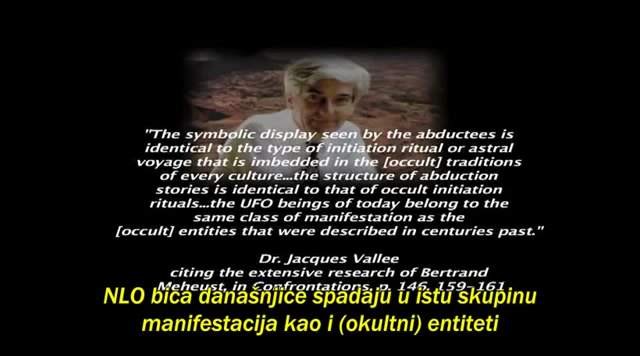 "The symbolic display seen by the abductees is
identical to the type of initiation ritual or astral
voyage that is imbedded in the [occult] traditions
of every culture...the structure of abduction
stories is identical to that of occult initiation
rituals...the UFO beings of today belong to the
same class of manifestation as the
[occult] entities that were described in centuries past."
Dr. Jacques Vallee
citing the extensive research of Bertrand
Meheust, in Confrontations, p. 146, 159-161
NLO bića današnjice spadaju u istu skupinu
manifestacija kao i (okultni) entiteti